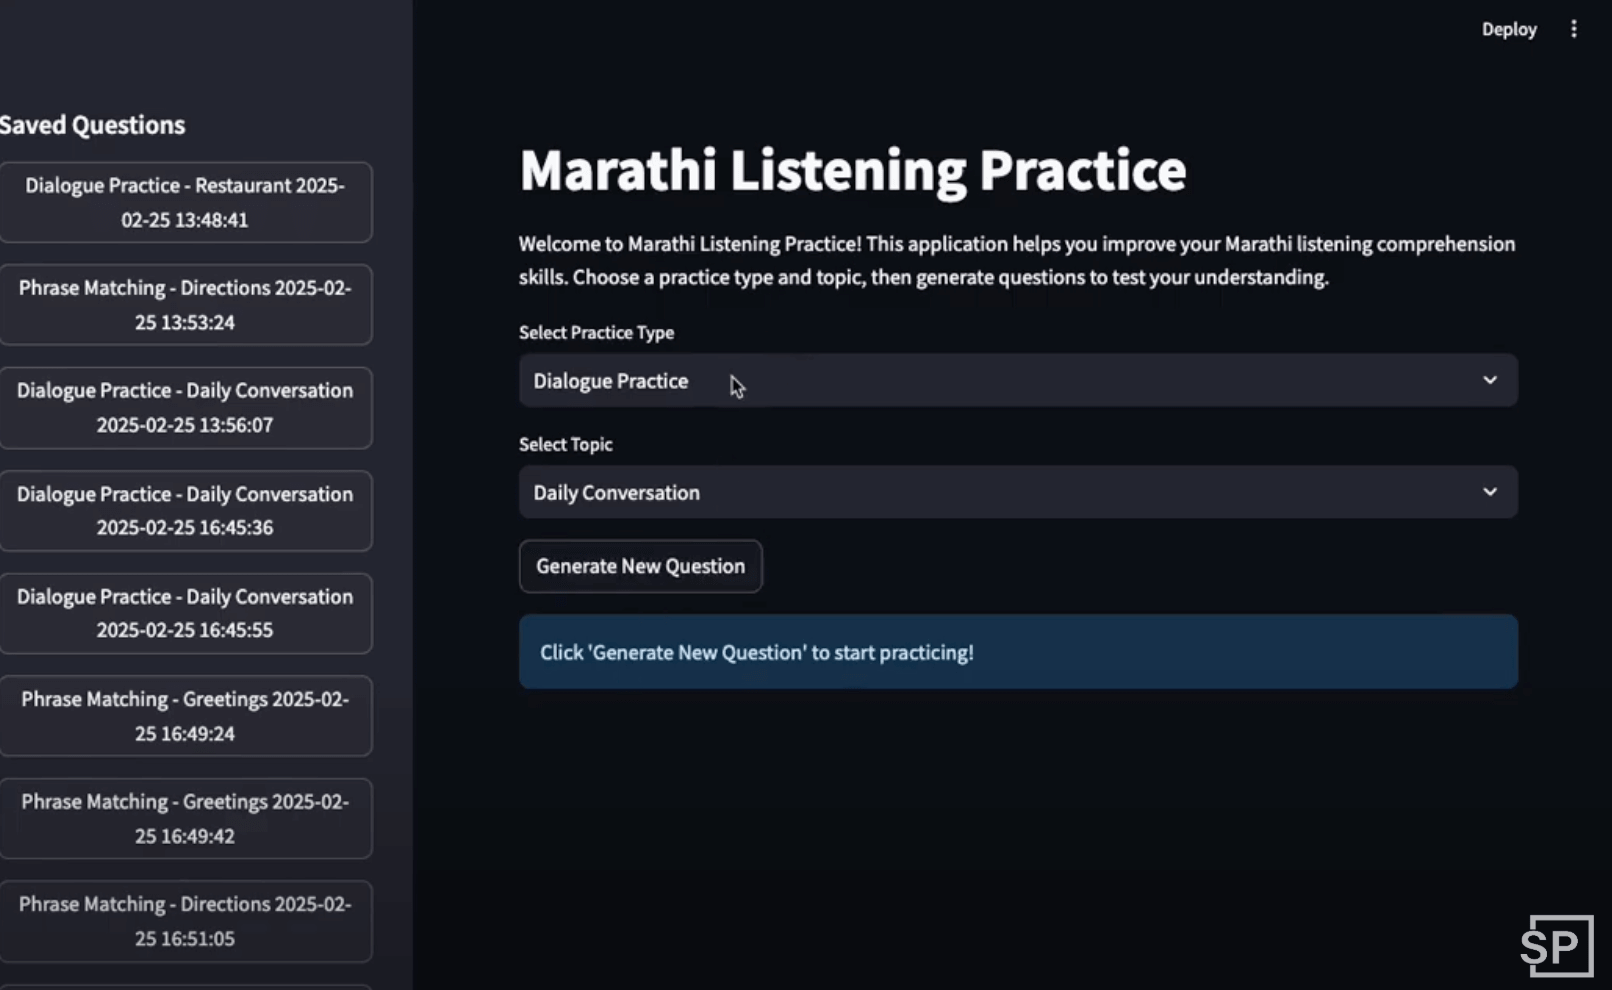 Deploy
Saved Questions
Dialogue Practice - Restaurant 2025-
02-25 13:48:41
Phrase Matching - Directions 2025-02-
25 13:53:24
Dialogue Practice - Daily Conversation
2025-02-25 13:56:07
Dialogue Practice - Daily Conversation
2025-02-25 16:45:36
Dialogue Practice - Daily Conversation
2025-02-25 16:45:55
Phrase Matching - Greetings 2025-02-
25 16:49:24
Phrase Matching - Greetings 2025-02-
25 16:49:42
Phrase Matching - Directions 2025-02-
25 16:51:05
Marathi Listening Practice
Welcome to Marathi Listening Practice! This application helps you improve your Marathi listening comprehension
skills. Choose a practice type and topic, then generate questions to test your understanding.
Select Practice Type
Dialogue Practice
Select Topic
Daily Conversation
Generate New Question
Click 'Generate New Question' to start practicing!
SP